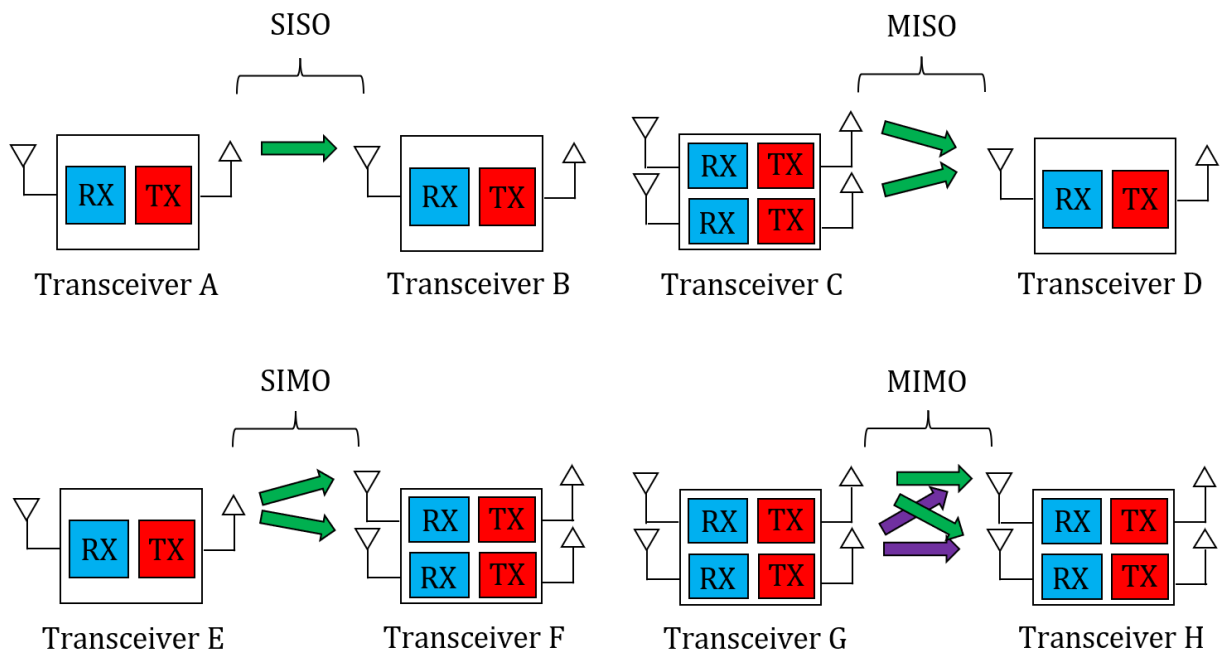 SISO
MISO
RX TX
RX TX
RX TX
RX TX
RX TX
Transceiver A
Transceiver B
Transceiver C
Transceiver D
SIMO
MIMO
RX TX
RX TX
RX TX
RX TX
RX TX
RX TX
RX TX
Transceiver E
Transceiver F
Transceiver G
Transceiver H